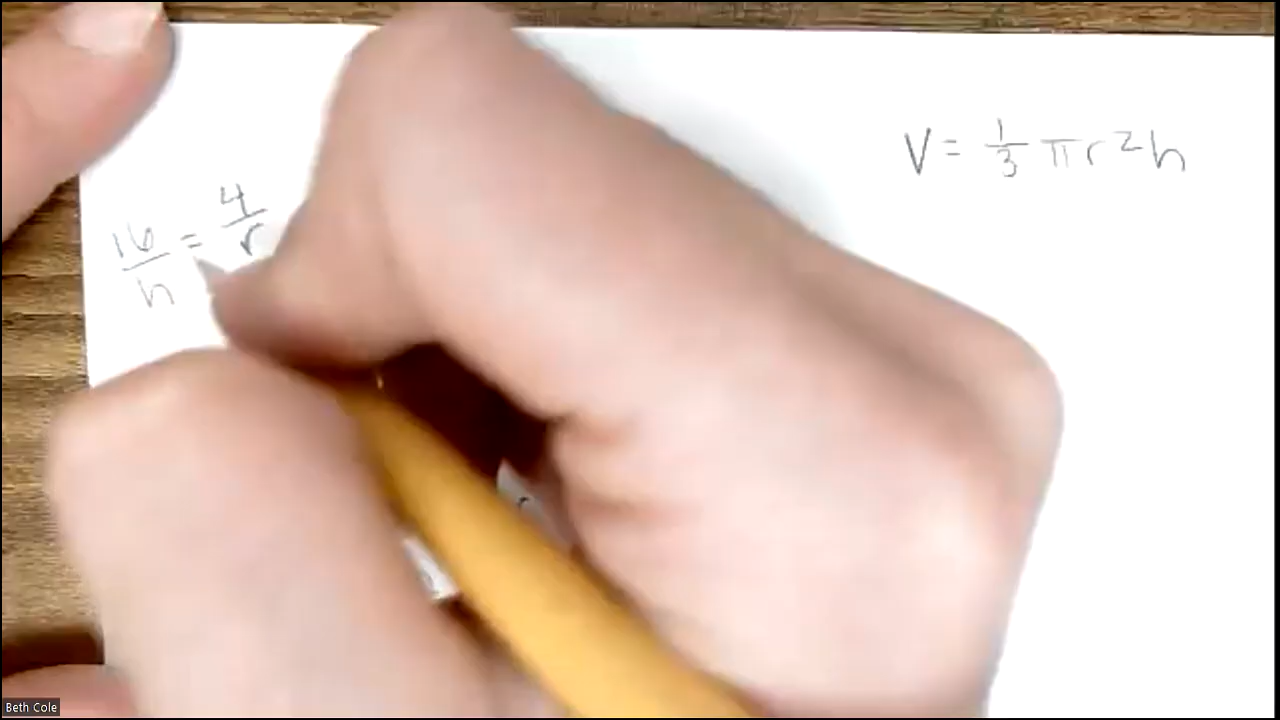 V = 1/3 πr²h
16/h = 4/r
Beth Cole